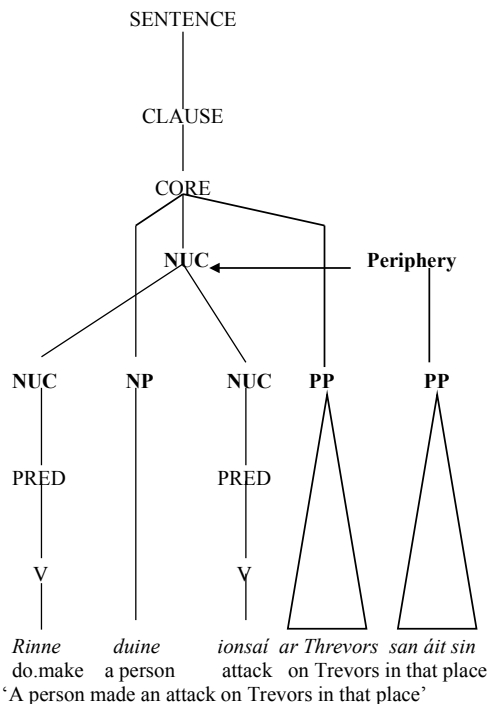 SENTENCE
CLAUSE
CORE
NUC Periphery
NUC NP NUC PP PP
PRED PRED
V V
Rinne duine ionsaí ar Threvors san áit sin
do.make a person attack on Trevors in that place
‘A person made an attack on Trevors in that place’